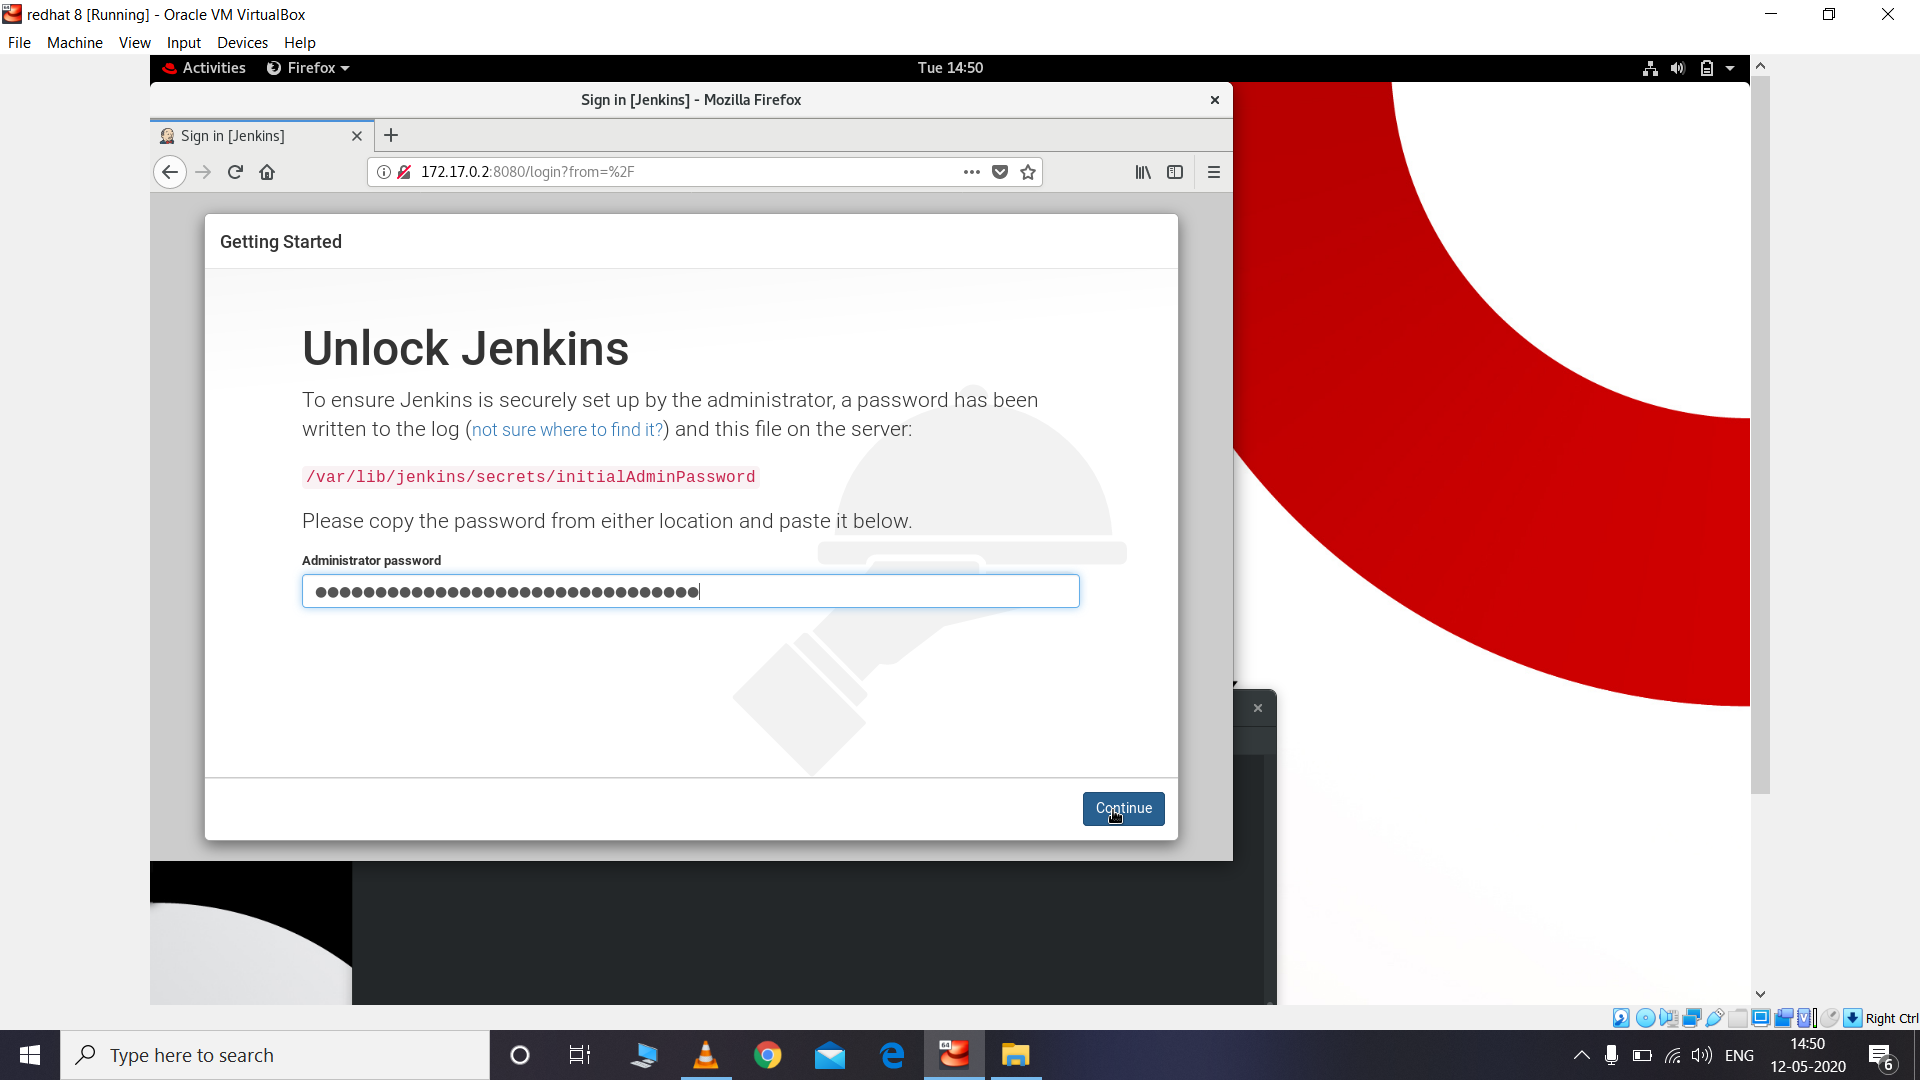 redhat 8 [Running] - Oracle VM VirtualBox
File Machine View Input Devices Help
Activities Firefox Tue 14:50
Sign in [Jenkins] - Mozilla Firefox
Sign in [Jenkins]
172.17.0.2:8080/login?from=%2F
Getting Started
Unlock Jenkins
To ensure Jenkins is securely set up by the administrator, a password has been
written to the log (not sure where to find it?) and this file on the server:
/var/lib/jenkins/secrets/initialAdminPassword
Please copy the password from either location and paste it below.
Administrator password
Continue
Right Ctrl
Type here to search
64
ENG
14:50
12-05-2020
6